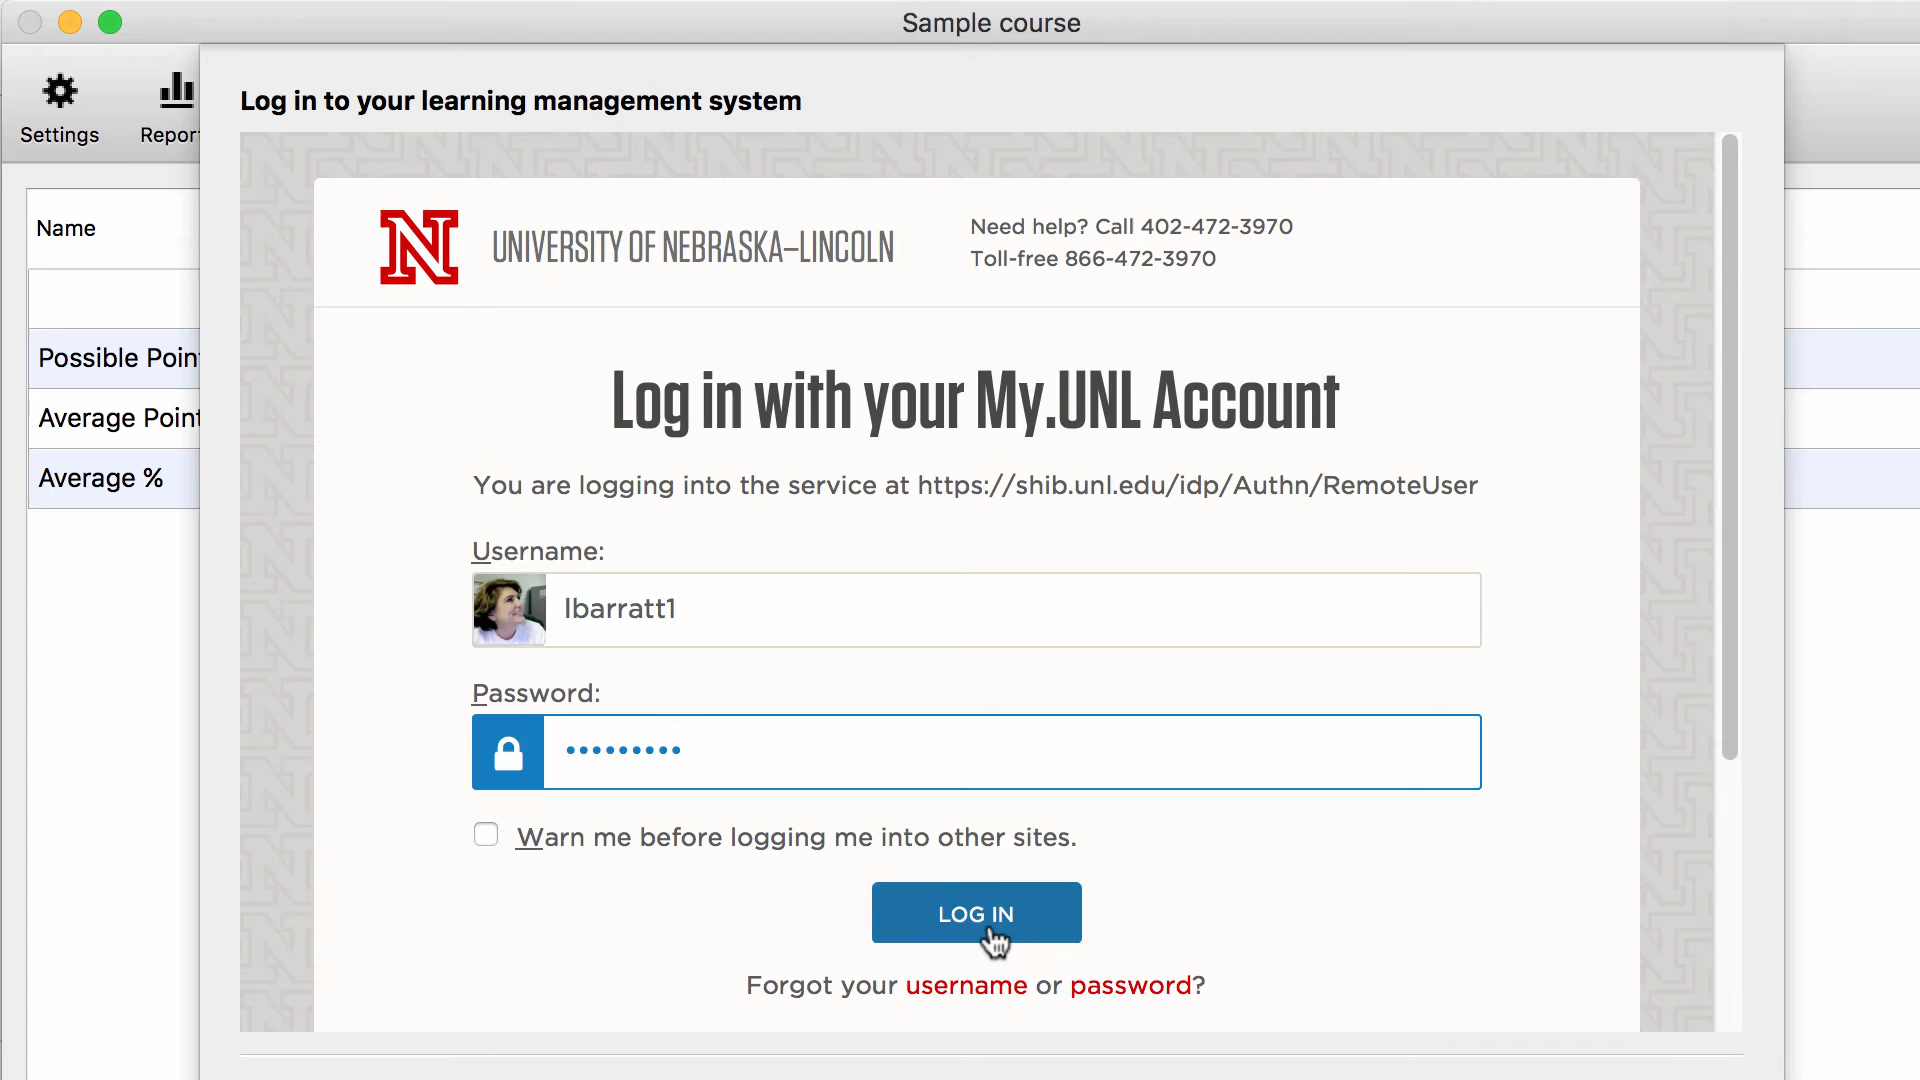 Sample course
Settings
Repor
Log in to your learning management system
N
UNIVERSITY OF NEBRASKA–LINCOLN
Need help? Call 402-472-3970
Toll-free 866-472-3970
Name
Possible Poin
Average Point
Average %
Log in with your My.UNL Account
You are logging into the service at https://shib.unl.edu/idp/Authn/RemoteUser
Username:
lbarratt1
Password:
•••••••••
Warn me before logging me into other sites.
LOG IN
Forgot your username or password?